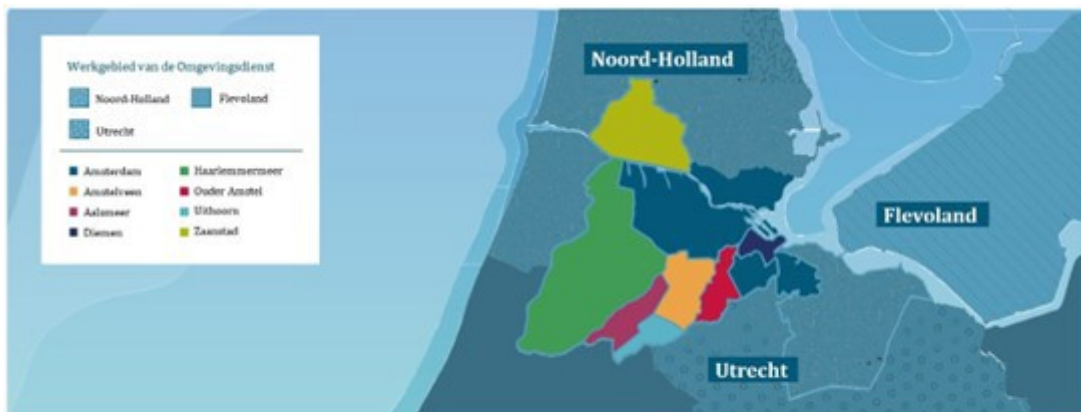 Werkgebied van de Omgevingsdienst
Noord-Holland Flevoland
Utrecht
Amsterdam Haarlemmermeer
Amstelveen Ouder Amstel
Aalsmeer Uithoorn
Diemen Zaanstad
Noord-Holland
Flevoland
Utrecht